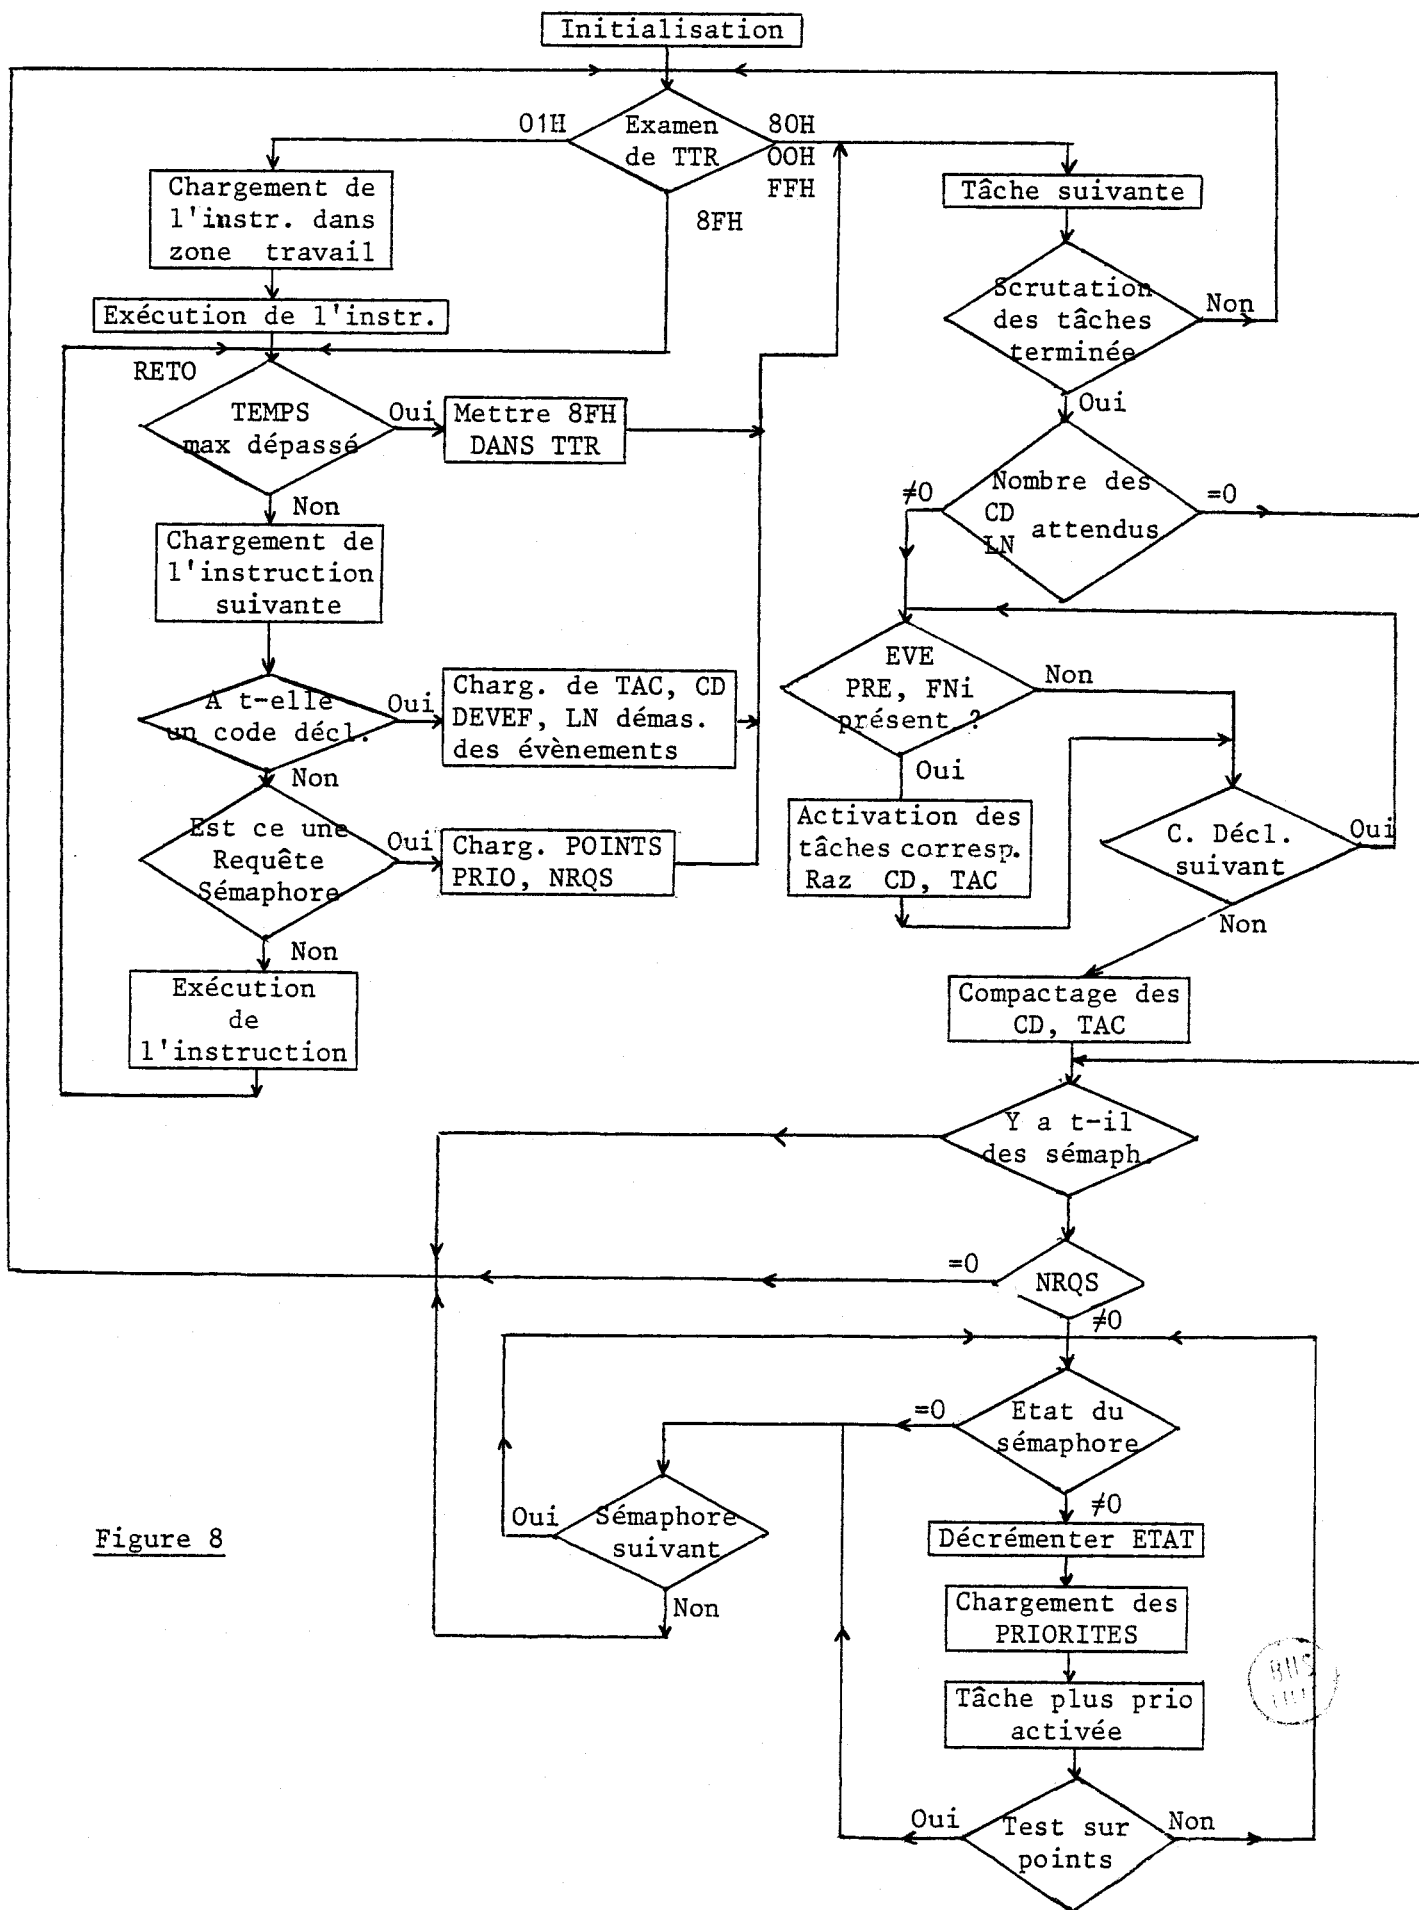 Initialisation
Examen
de TTR
01H
80H
00H
FFH
8FH
Chargement de
l'instr. dans
zone travail
Exécution de l'instr.
RETO
TEMPS
max dépassé
Oui
Mettre 8FH
DANS TTR
Non
Chargement de
l'instruction
suivante
A t-elle
un code décl.
Oui
Charg. de TAC, CD
DEVEF, LN démas.
des évènements
Non
Est ce une
Requête
Sémaphore
Oui
Charg. POINTS
PRIO, NRQS
Non
Exécution
de
l'instruction
Tâche suivante
Scrutation
des tâches
terminée
Non
Oui
Nombre des
CD
LN
attendus
≠0
=0
EVE
PRE, FNi
présent ?
Non
Oui
Activation des
tâches corresp.
Raz CD, TAC
C. Décl.
suivant
Oui
Non
Compactage des
CD, TAC
Y a t-il
des sémaph.
NRQS
=0
≠0
Etat du
sémaphore
=0
≠0
Sémaphore
suivant
Oui
Non
Décrémenter ETAT
Chargement des
PRIORITES
Tâche plus prio
activée
Test sur
points
Oui
Non
Figure 8